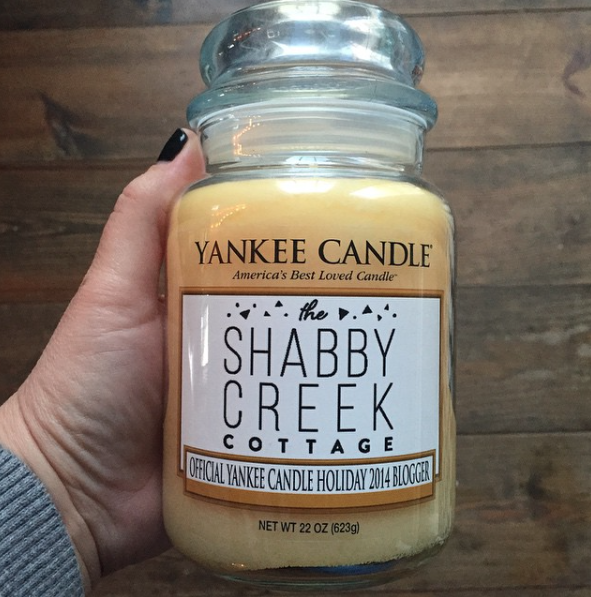 YANKEE CANDLE®
America's Best Loved Candle™
the
SHABBY
CREEK
COTTAGE
OFFICIAL YANKEE CANDLE HOLIDAY 2014 BLOGGER
NET WT 22 OZ (623g)